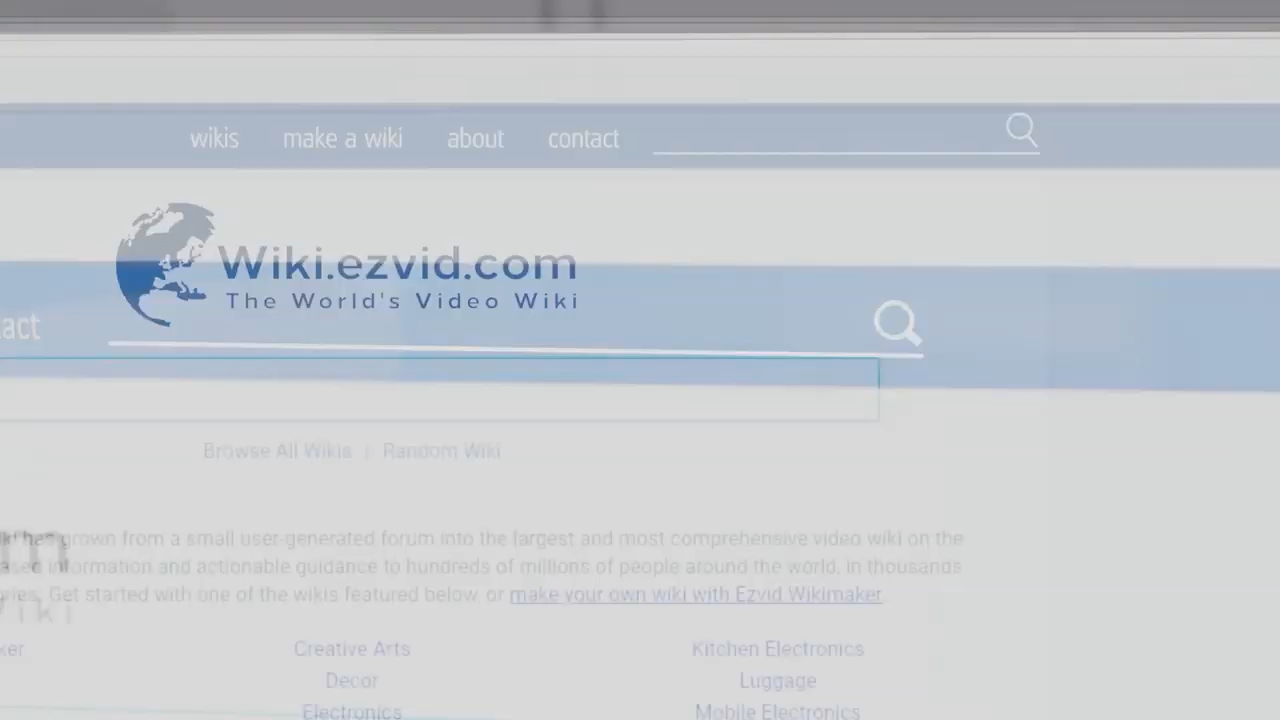 wikis make a wiki about contact
Wiki.ezvid.com
The World's Video Wiki
act
Browse All Wikis | Random Wiki
has grown from a small user-generated forum into the largest and most comprehensive video wiki on the
information and actionable guidance to hundreds of millions of people around the world, in thousands
Get started with one of the wikis featured below, or make your own wiki with Ezvid Wikimaker.
ker Creative Arts Kitchen Electronics
Decor Luggage
Electronics Mobile Electronics